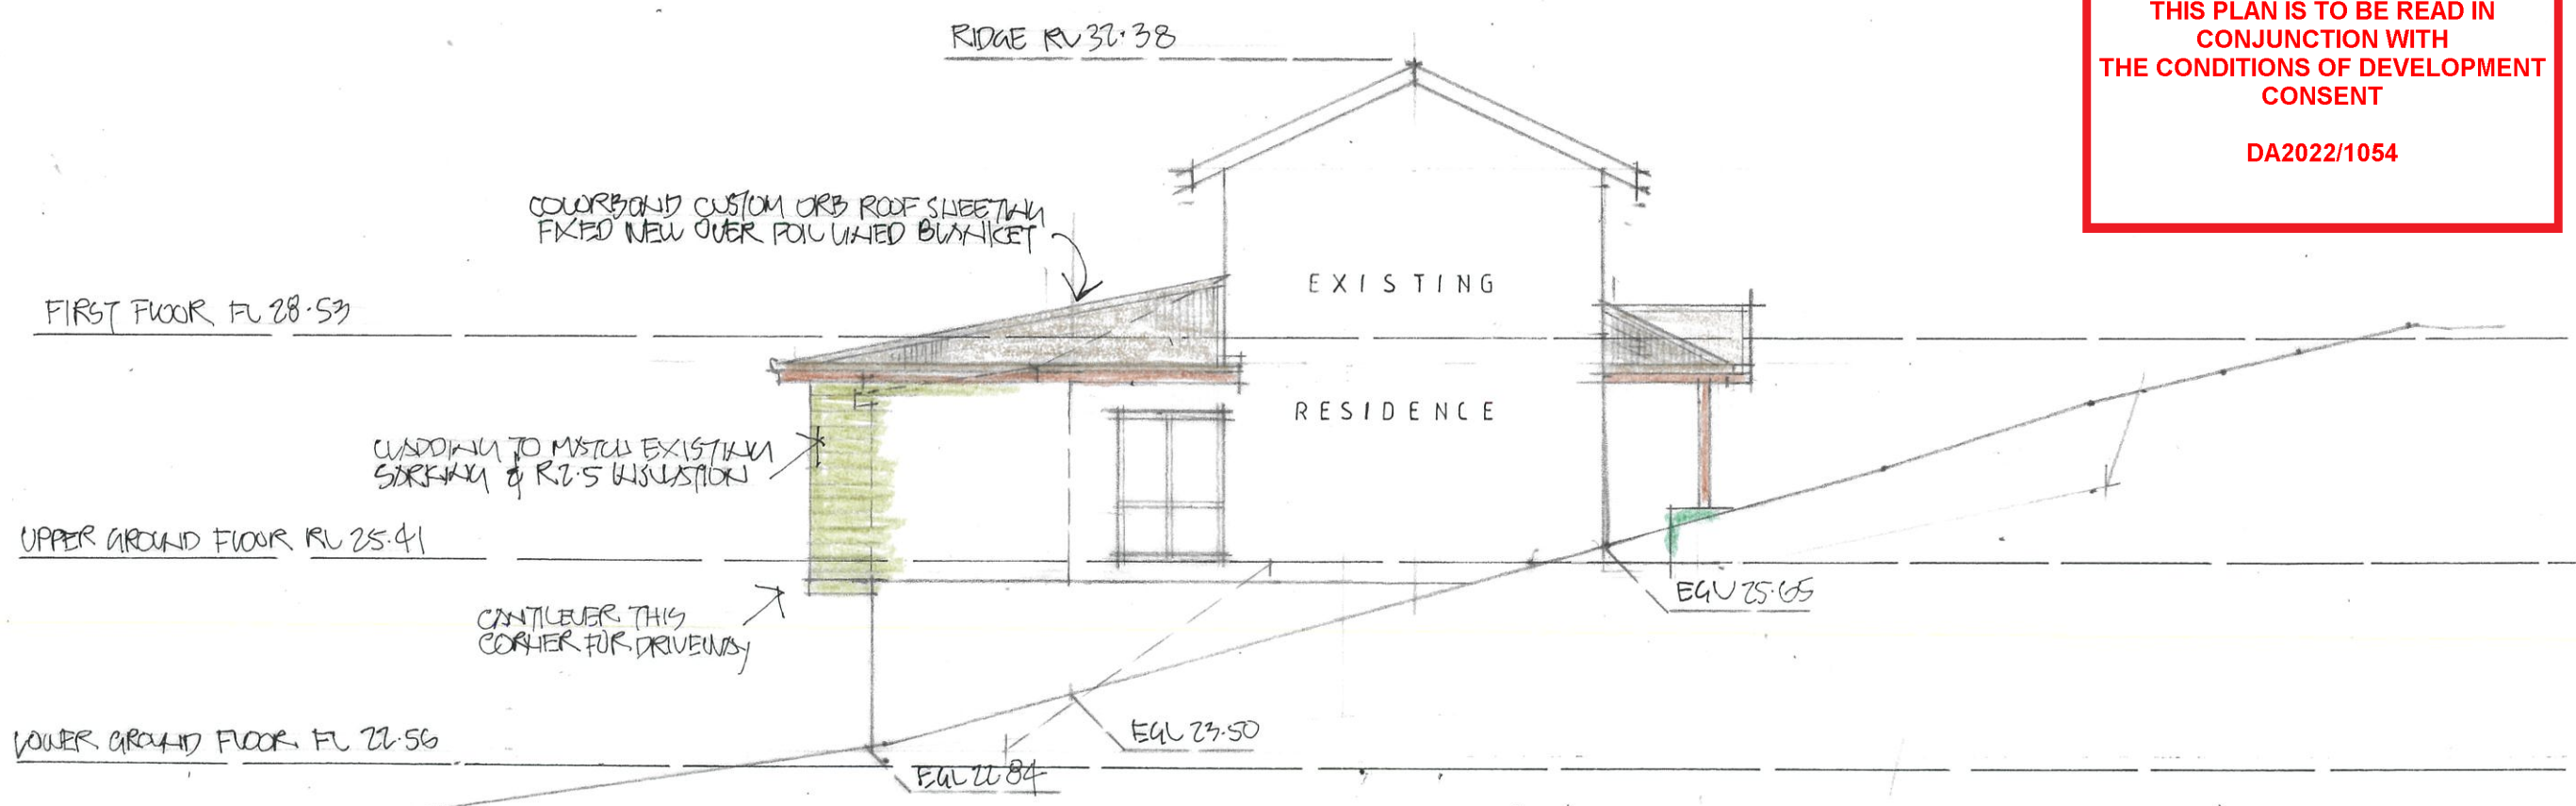 THIS PLAN IS TO BE READ IN
CONJUNCTION WITH
THE CONDITIONS OF DEVELOPMENT
CONSENT
DA2022/1054
RIDGE RL 32.38
COLORBOND CUSTOM ORB ROOF SHEETING
FIXED NEW OVER FOIL LINED BLANKET
EXISTING
FIRST FLOOR FL 28.53
RESIDENCE
CLADDING TO MATCH EXISTING
SARKING & R2.5 INSULATION
UPPER GROUND FLOOR RL 25.41
EGL 25.65
CANTILEVER THIS
CORNER FOR DRIVEWAY
EGL 23.50
LOWER GROUND FLOOR FL 22.56
EGL 22.84